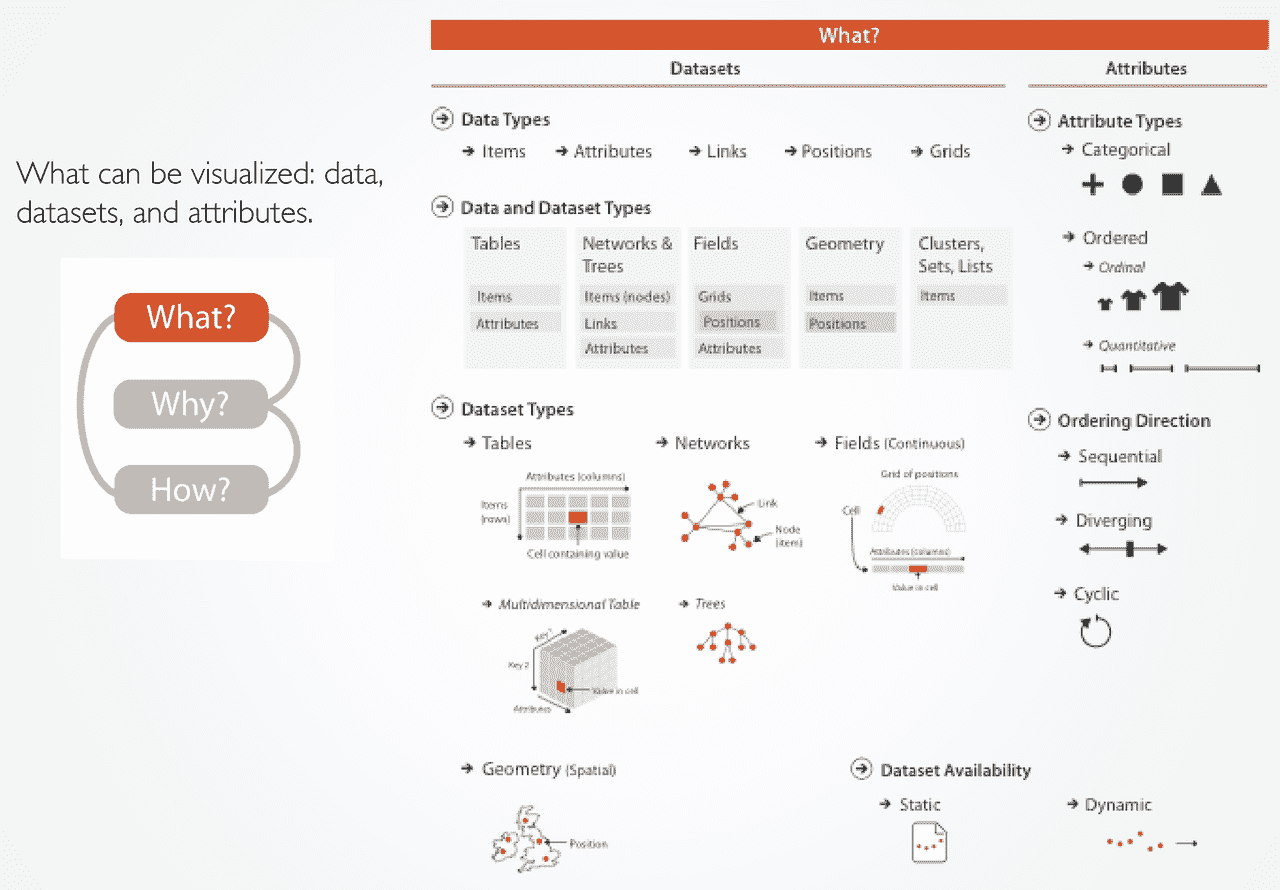 What can be visualized: data,
datasets, and attributes.
What?
Why?
How?
What?
Datasets
Attributes
Data Types
Items
Attributes
Links
Positions
Grids
Data and Dataset Types
Tables
Items
Attributes
Networks &
Trees
Items (nodes)
Links
Attributes
Fields
Grids
Positions
Attributes
Geometry
Items
Positions
Clusters,
Sets, Lists
Items
Dataset Types
Tables
Attributes (columns)
Items
(rows)
Cell containing value
Networks
Link
Node
(item)
Fields (Continuous)
Grid of positions
Cell
Attributes (columns)
Value in cell
Multidimensional Table
Key 1
Key 2
Value in cell
Attributes
Trees
Geometry (Spatial)
Position
Attribute Types
Categorical
Ordered
Ordinal
Quantitative
Ordering Direction
Sequential
Diverging
Cyclic
Dataset Availability
Static
Dynamic